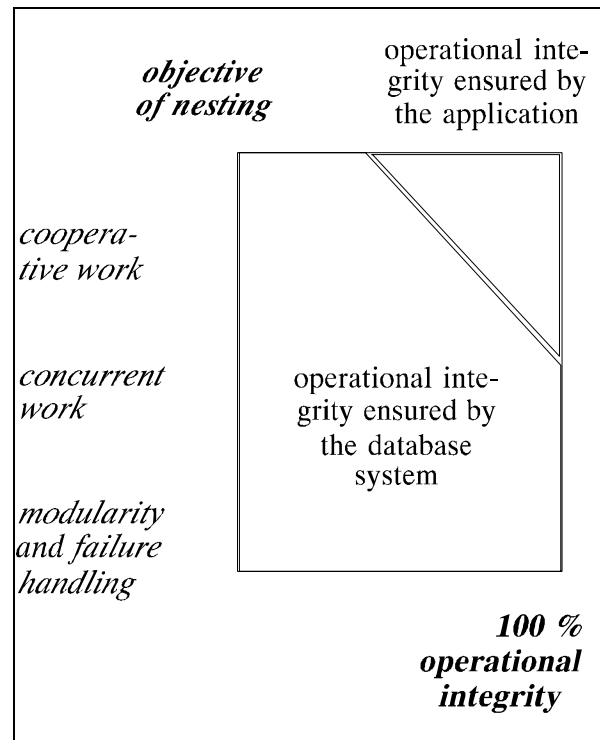 objective
of nesting
operational inte-
grity ensured by
the application
coopera-
tive work
concurrent
work
operational inte-
grity ensured by
the database
system
modularity
and failure
handling
100 %
operational
integrity